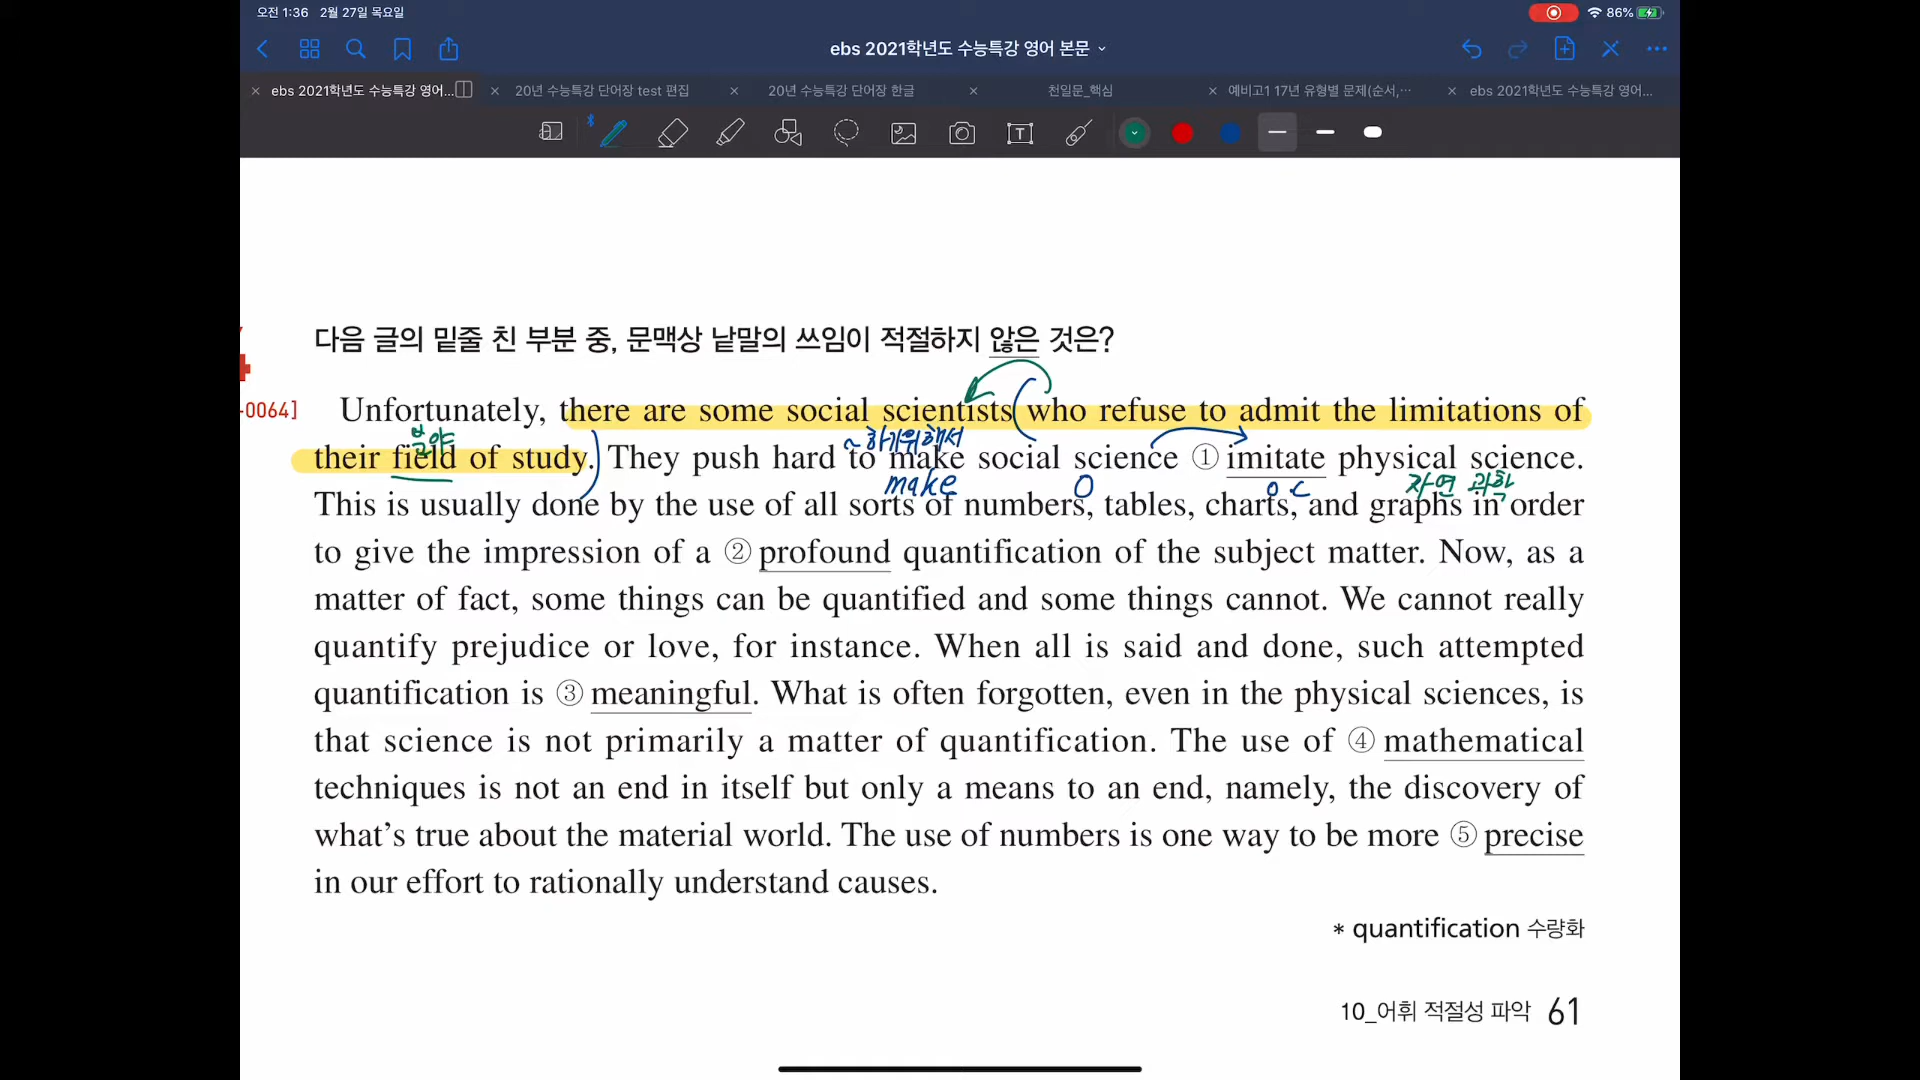 오전 1:36 2월 27일 목요일
86%
ebs 2021학년도 수능특강 영어 본문
ebs 2021학년도 수능특강 영어...
20년 수능특강 단어장 test 편집
20년 수능특강 단어장 한글
천일문_핵심
예비고1 17년 유형별 문제(순서,...
ebs 2021학년도 수능특강 영어...
다음 글의 밑줄 친 부분 중, 문맥상 낱말의 쓰임이 적절하지 않은 것은?
-0064]
Unfortunately, there are some social scientists (who refuse to admit the limitations of
분야
~하기위해서
their field of study.) They push hard to make social science ① imitate physical science.
make O O.C 자연 과학
This is usually done by the use of all sorts of numbers, tables, charts, and graphs in order
to give the impression of a ② profound quantification of the subject matter. Now, as a
matter of fact, some things can be quantified and some things cannot. We cannot really
quantify prejudice or love, for instance. When all is said and done, such attempted
quantification is ③ meaningful. What is often forgotten, even in the physical sciences, is
that science is not primarily a matter of quantification. The use of ④ mathematical
techniques is not an end in itself but only a means to an end, namely, the discovery of
what's true about the material world. The use of numbers is one way to be more ⑤ precise
in our effort to rationally understand causes.
* quantification 수량화
10_어휘 적절성 파악 61